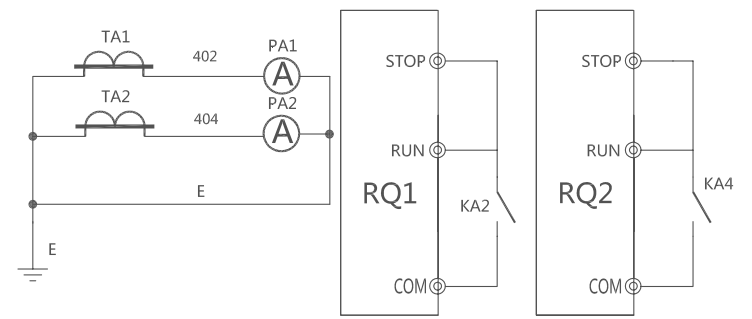 TA1
402
PA1
A
TA2
404
PA2
A
E
E
STOP
RUN
RQ1
KA2
COM
STOP
RUN
RQ2
KA4
COM